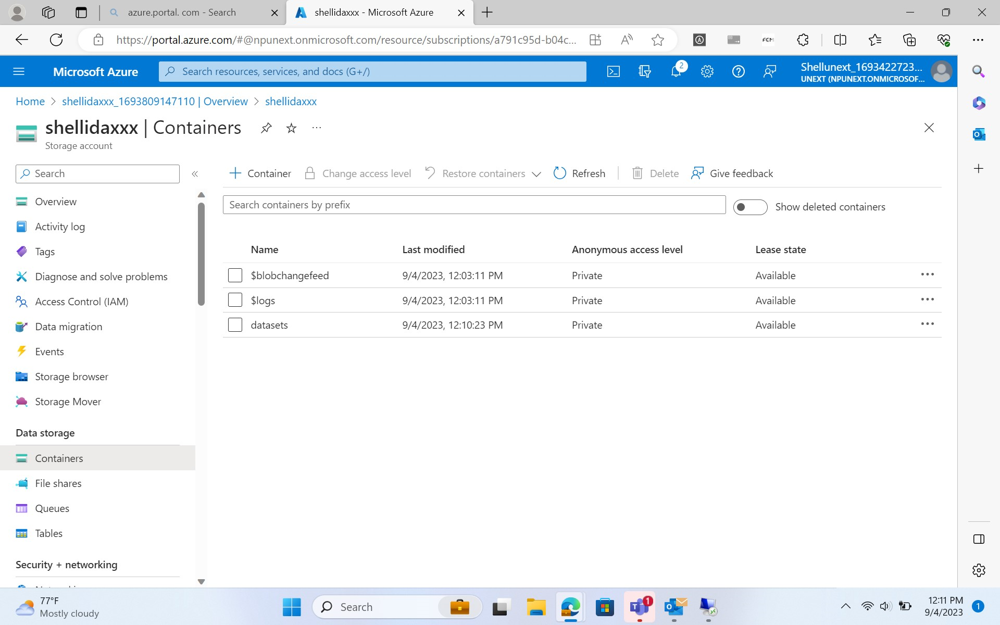 azure.portal. com - Search
shellidaxxx - Microsoft Azure
https://portal.azure.com/#@npunext.onmicrosoft.com/resource/subscriptions/a791c95d-b04c...
FCM
Microsoft Azure
Search resources, services, and docs (G+/)
2
Shellunext_1693422723...
UNEXT (NPUNEXT.ONMICROSOF...
Home > shellidaxxx_1693809147110 | Overview > shellidaxxx
shellidaxxx | Containers
Storage account
Search
Container
Change access level
Restore containers
Refresh
Delete
Give feedback
Search containers by prefix
Show deleted containers
Overview
Activity log
Tags
Diagnose and solve problems
Access Control (IAM)
Data migration
Events
Storage browser
Storage Mover
Data storage
Containers
File shares
Queues
Tables
Security + networking
Name Last modified Anonymous access level Lease state
$blobchangefeed 9/4/2023, 12:03:11 PM Private Available
$logs 9/4/2023, 12:03:11 PM Private Available
datasets 9/4/2023, 12:10:23 PM Private Available
77°F
Mostly cloudy
Search
1
12:11 PM
9/4/2023
1